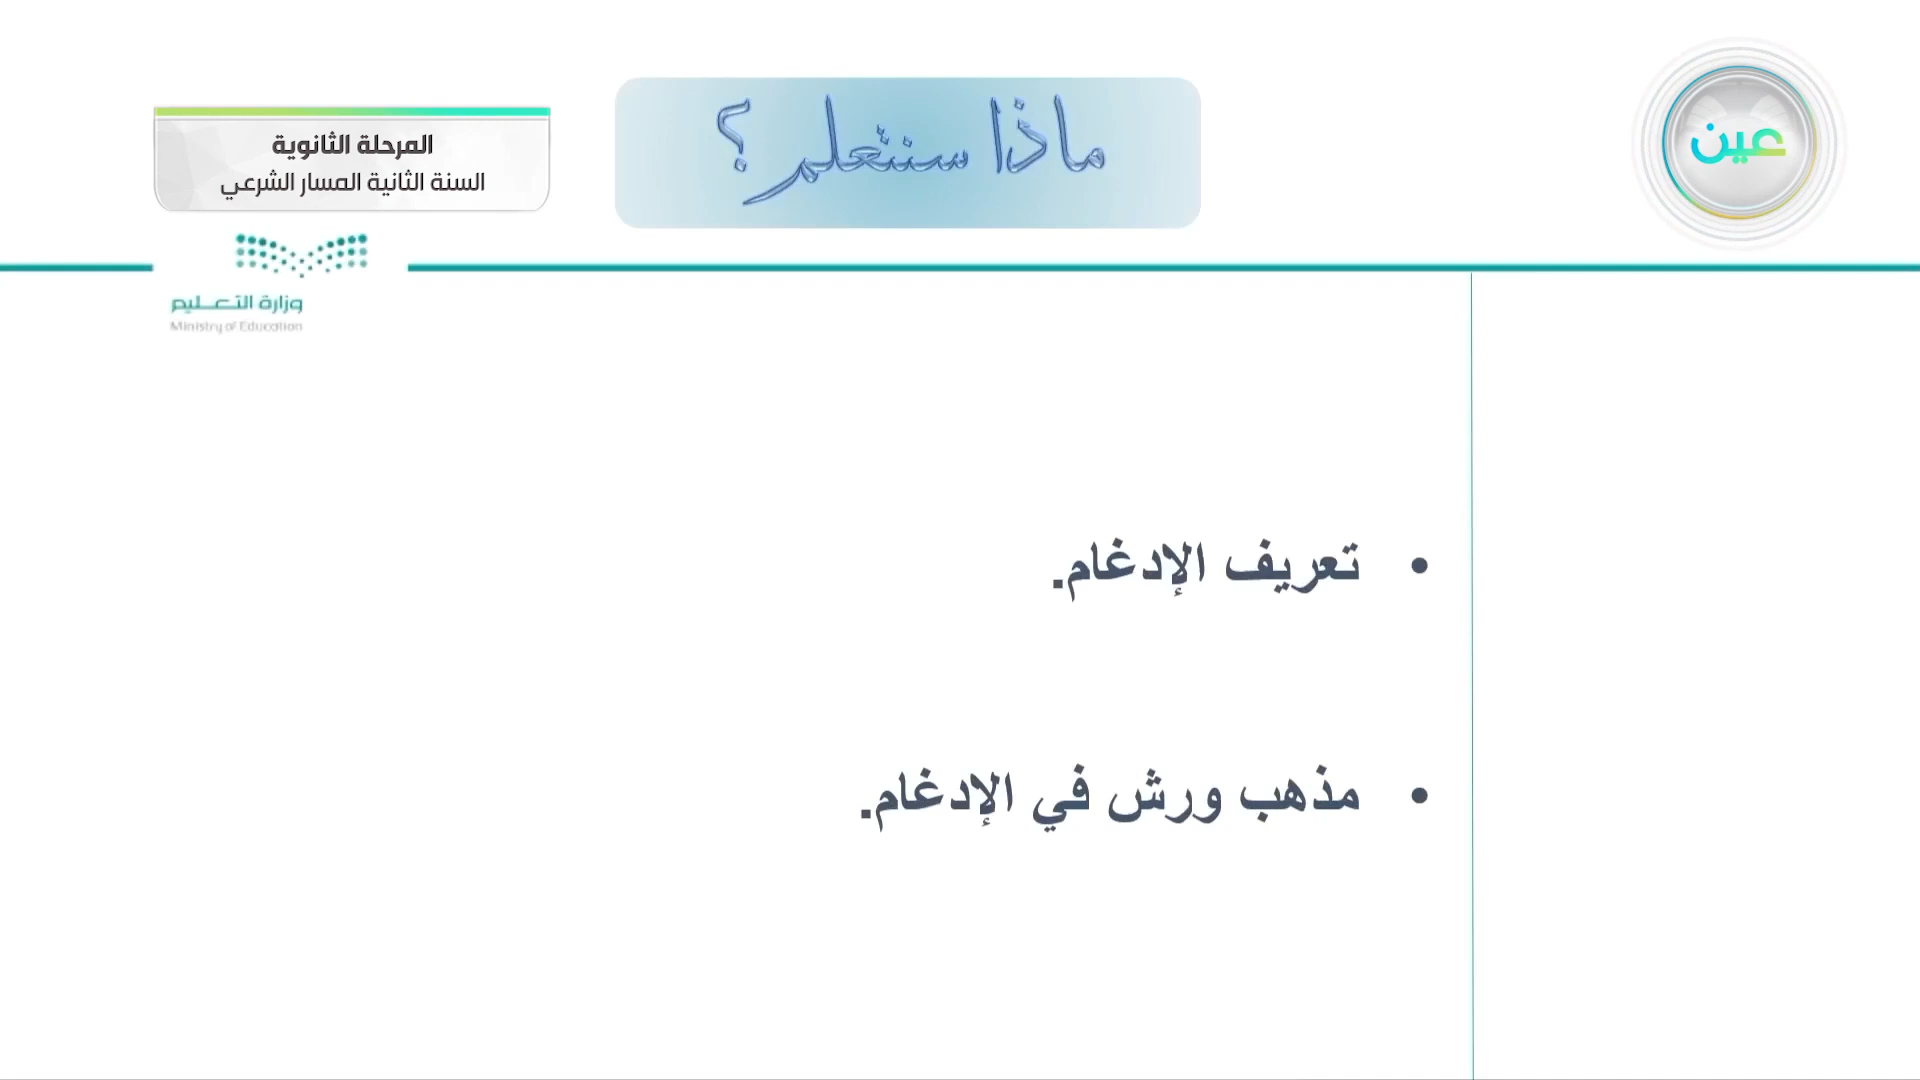 عين
ماذا سنتعلم ؟
المرحلة الثانوية
السنة الثانية المسار الشرعي
وزارة التعليم
Ministry of Education
• تعريف الإدغام.
• مذهب ورش في الإدغام.